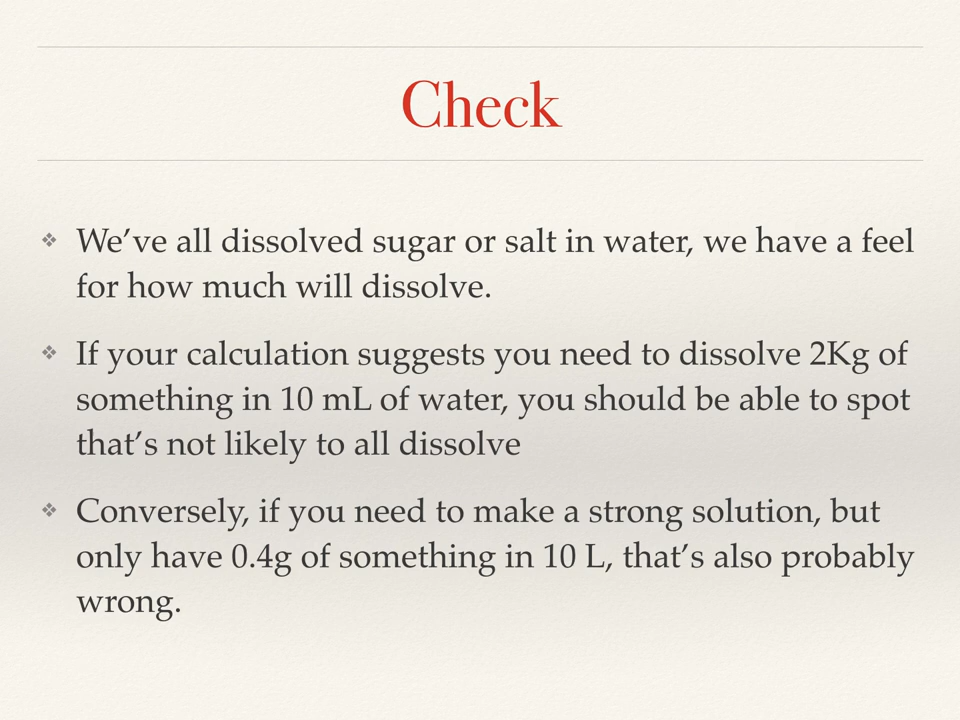 Check
❖ We’ve all dissolved sugar or salt in water, we have a feel
for how much will dissolve.
❖ If your calculation suggests you need to dissolve 2Kg of
something in 10 mL of water, you should be able to spot
that’s not likely to all dissolve
❖ Conversely, if you need to make a strong solution, but
only have 0.4g of something in 10 L, that’s also probably
wrong.